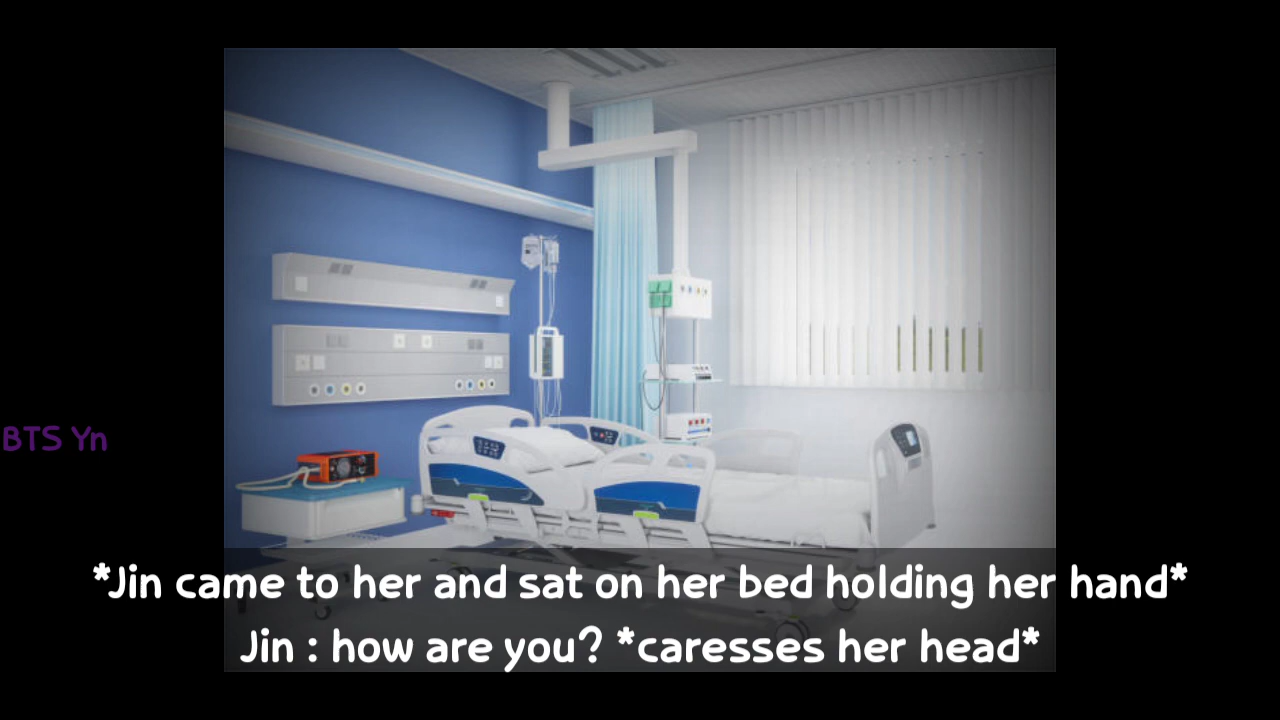 BTS Yn
*Jin came to her and sat on her bed holding her hand*
Jin : how are you? *caresses her head*